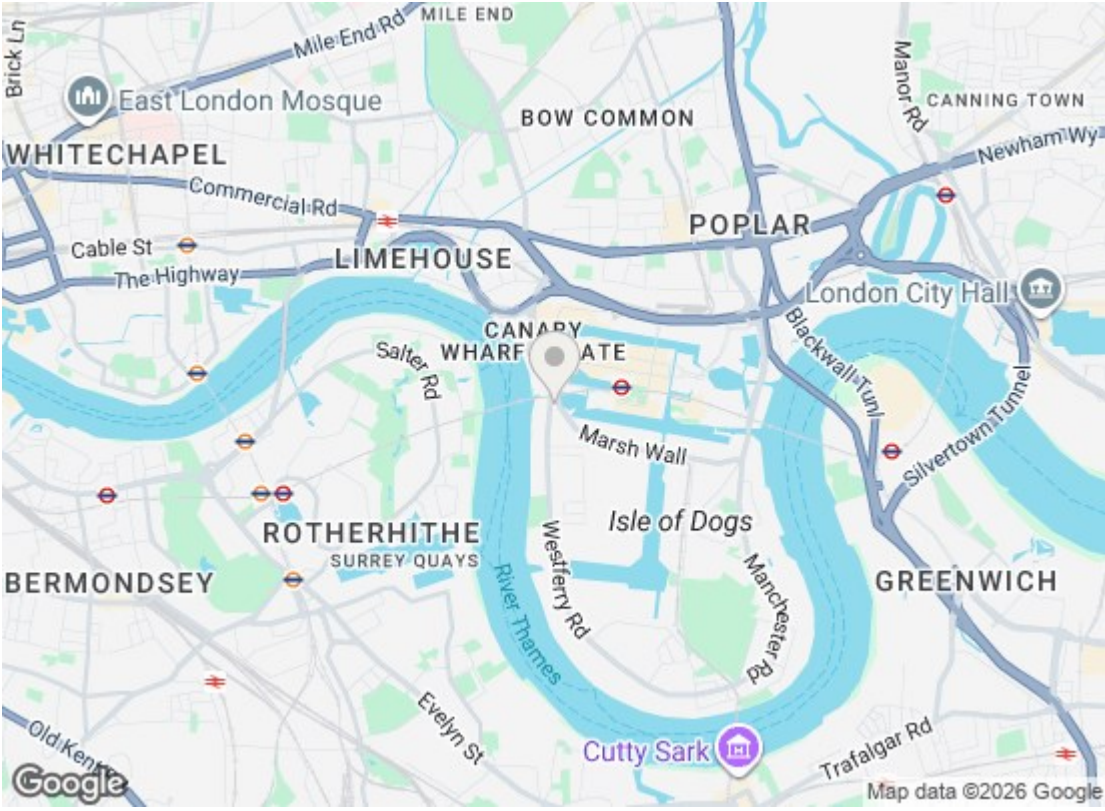 MILE END
Mile End Rd
Brick Ln
East London Mosque
Manor Rd
CANNING TOWN
BOW COMMON
Newham Wy
WHITECHAPEL
Commercial Rd
POPLAR
Cable St
LIMEHOUSE
The Highway
London City Hall
CANARY
WHARF ATE
Salter Rd
Blackwall Tunl
Silvertown Tunnel
Marsh Wall
Isle of Dogs
ROTHERHITHE
SURREY QUAYS
Westferry Rd
Manchester Rd
BERMONDSEY
GREENWICH
River Thames
Evelyn St
Old Kent
Cutty Sark
Trafalgar Rd
Google
Map data ©2026 Google